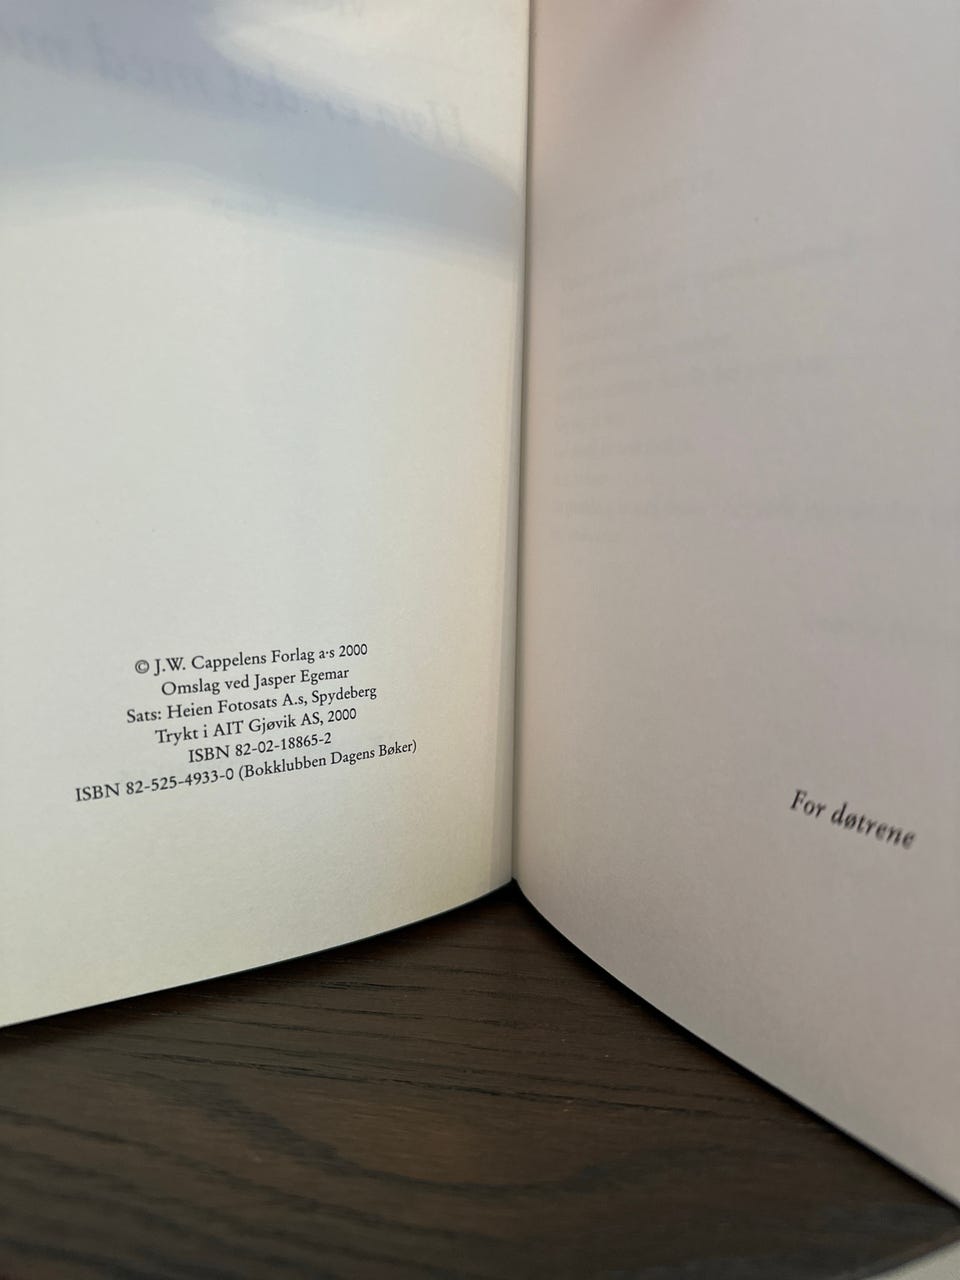 © J.W. Cappelens Forlag a·s 2000
Omslag ved Jasper Egemar
Sats: Heien Fotosats A.s, Spydeberg
Trykt i AIT Gjøvik AS, 2000
ISBN 82-02-18865-2
ISBN 82-525-4933-0 (Bokklubben Dagens Bøker)
For døtrene